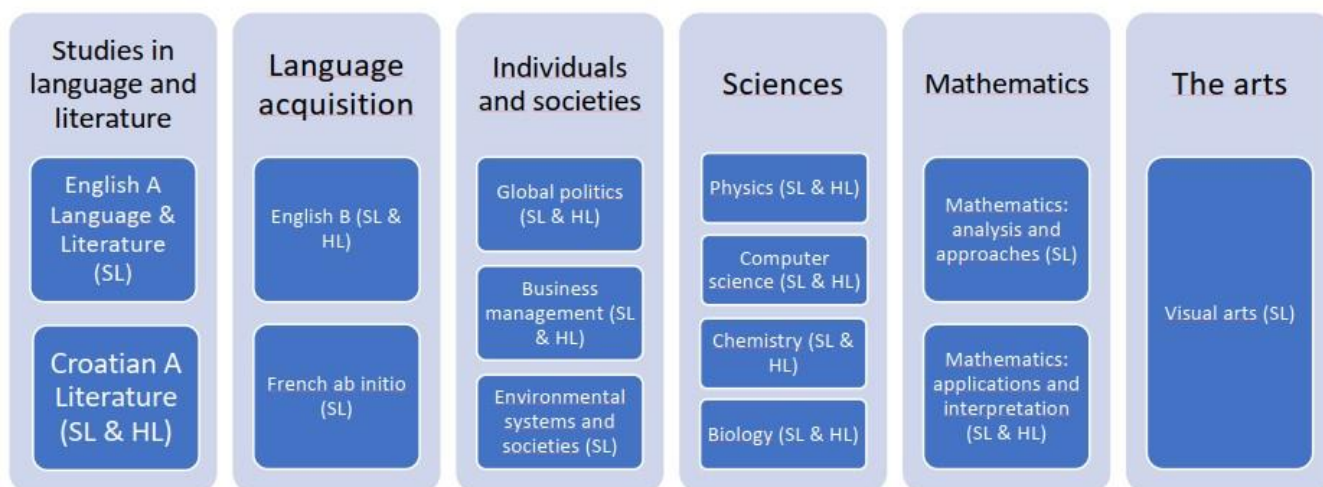 Studies in
language and
literature
English A
Language &
Literature
(SL)
Croatian A
Literature
(SL & HL)
Language
acquisition
English B (SL &
HL)
French ab initio
(SL)
Individuals
and societies
Global politics
(SL & HL)
Business
management (SL
& HL)
Environmental
systems and
societies (SL)
Sciences
Physics (SL & HL)
Computer
science (SL & HL)
Chemistry (SL &
HL)
Biology (SL & HL)
Mathematics
Mathematics:
analysis and
approaches (SL)
Mathematics:
applications and
interpretation
(SL & HL)
The arts
Visual arts (SL)